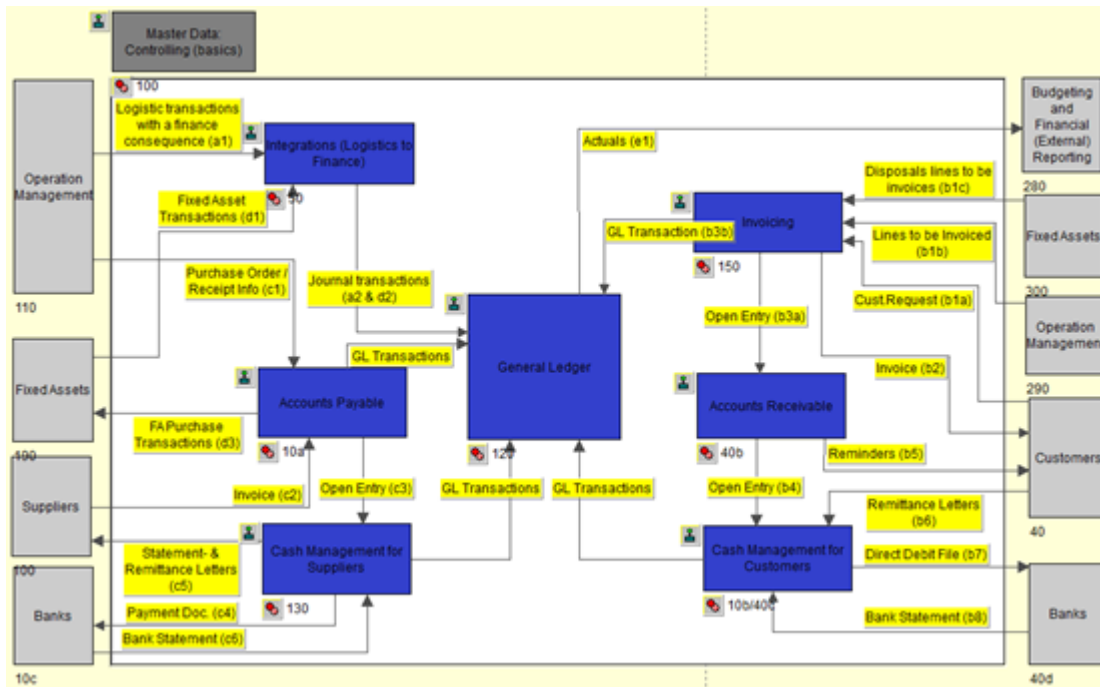 Master Data:
Controlling (basics)
100
Logistic transactions
with a finance
consequence (a1)
Integrations (Logistics to
Finance)
Operation
Management
110
Fixed Asset
Transactions (d1)
Purchase Order /
Receipt Info (c1)
Journal transactions
(a2 & d2)
GL Transactions
Fixed Assets
190
Accounts Payable
10a
FA Purchase
Transactions (d3)
Suppliers
100
Invoice (c2)
Open Entry (c3)
Statement- &
Remittance Letters
(c5)
Cash Management for
Suppliers
130
Banks
10c
Payment Doc. (c4)
Bank Statement (c6)
General Ledger
GL Transactions
GL Transactions
Actuals (e1)
Budgeting
and
Financial
(External)
Reporting
280
Disposals lines to be
invoices (b1c)
Invoicing
150
GL Transaction (b3b)
Lines to be Invoiced
(b1b)
Cust.Request (b1a)
Fixed Assets
300
Operation
Management
290
Open Entry (b3a)
Invoice (b2)
Accounts Receivable
40b
Reminders (b5)
Customers
40
Open Entry (b4)
Remittance Letters
(b6)
Cash Management for
Customers
10b/40c
Direct Debit File (b7)
Bank Statement (b8)
Banks
40d